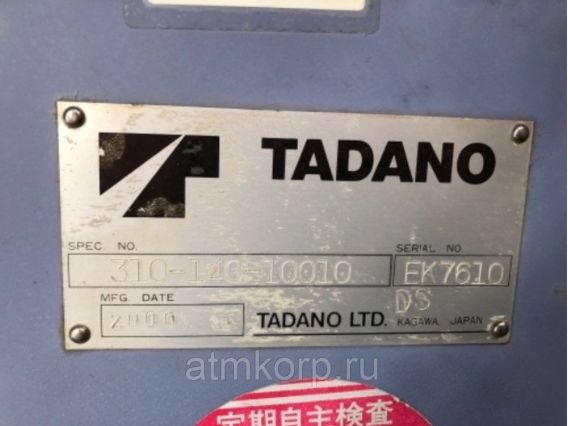 TADANO
SPEC. NO.
SERIAL NO.
310-140-10010
EK7610
DS
MFG. DATE
2000
TADANO LTD. KAGAWA, JAPAN
atmkorp.ru
定期自主検査